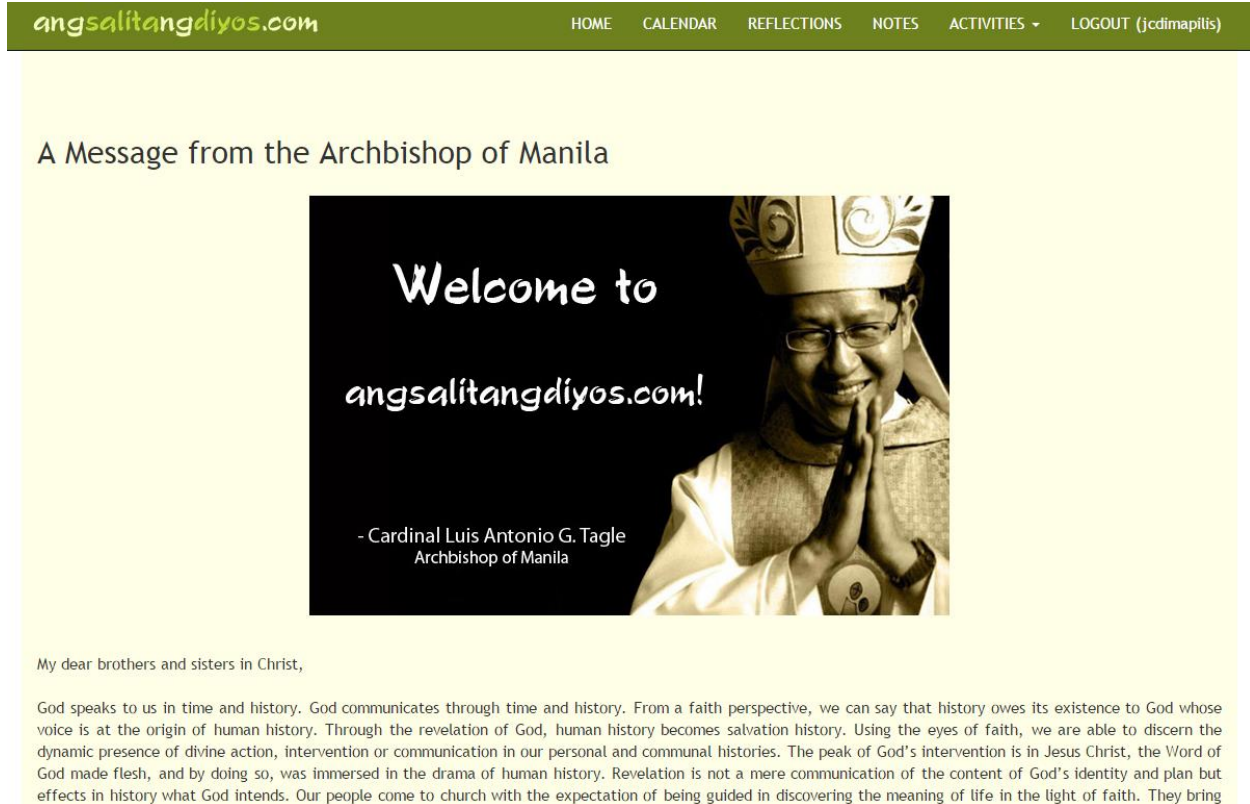 angsalitangdiyos.com HOME CALENDAR REFLECTIONS NOTES ACTIVITIES LOGOUT (jcdimapilis)
A Message from the Archbishop of Manila
Welcome to
angsalitangdiyos.com!
- Cardinal Luis Antonio G. Tagle
Archbishop of Manila
My dear brothers and sisters in Christ,
God speaks to us in time and history. God communicates through time and history. From a faith perspective, we can say that history owes its existence to God whose
voice is at the origin of human history. Through the revelation of God, human history becomes salvation history. Using the eyes of faith, we are able to discern the
dynamic presence of divine action, intervention or communication in our personal and communal histories. The peak of God's intervention is in Jesus Christ, the Word of
God made flesh, and by doing so, was immersed in the drama of human history. Revelation is not a mere communication of the content of God's identity and plan but
effects in history what God intends. Our people come to church with the expectation of being guided in discovering the meaning of life in the light of faith. They bring